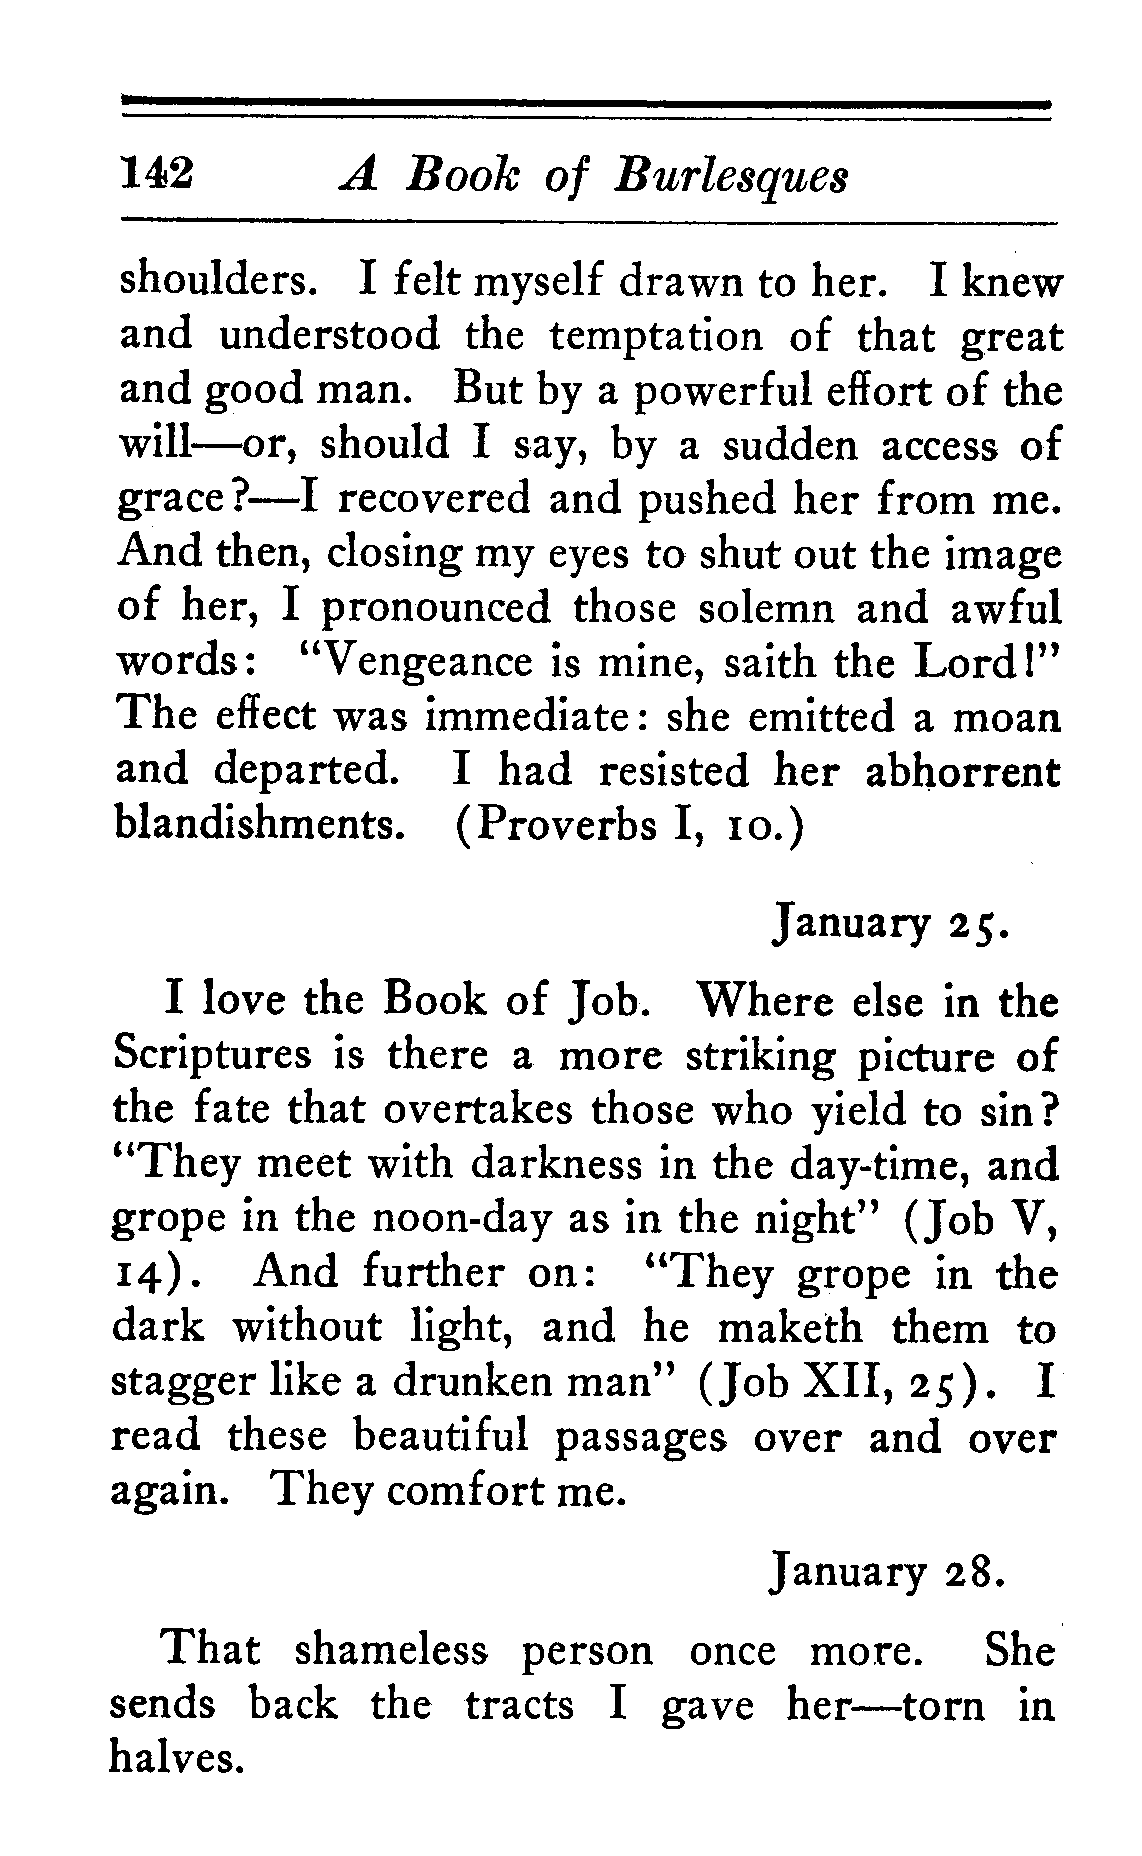 142 A Book of Burlesques
shoulders. I felt myself drawn to her. I knew
and understood the temptation of that great
and good man. But by a powerful effort of the
will—or, should I say, by a sudden access of
grace?—I recovered and pushed her from me.
And then, closing my eyes to shut out the image
of her, I pronounced those solemn and awful
words: "Vengeance is mine, saith the Lord!"
The effect was immediate: she emitted a moan
and departed. I had resisted her abhorrent
blandishments. (Proverbs I, 10.)
January 25.
I love the Book of Job. Where else in the
Scriptures is there a more striking picture of
the fate that overtakes those who yield to sin?
"They meet with darkness in the day-time, and
grope in the noon-day as in the night" (Job V,
14). And further on: "They grope in the
dark without light, and he maketh them to
stagger like a drunken man" (Job XII, 25). I
read these beautiful passages over and over
again. They comfort me.
January 28.
That shameless person once more. She
sends back the tracts I gave her—torn in
halves.